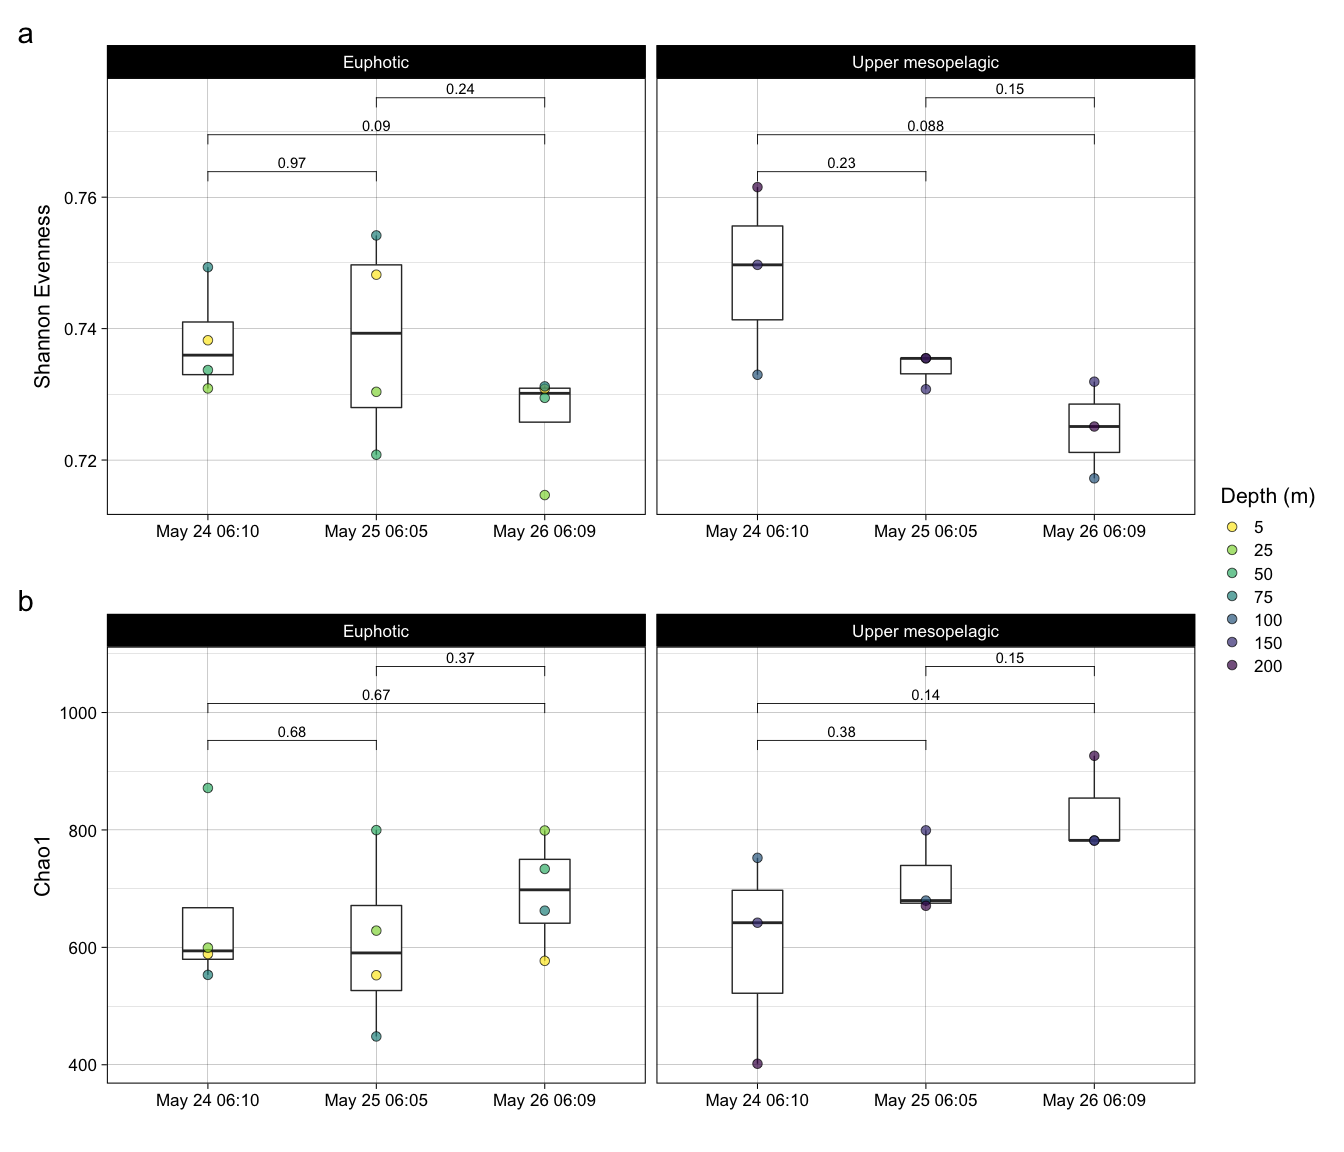 a
Euphotic
Upper mesopelagic
0.24
0.09
0.97
0.15
0.088
0.23
Shannon Evenness
0.76
0.74
0.72
May 24 06:10
May 25 06:05
May 26 06:09
May 24 06:10
May 25 06:05
May 26 06:09
Depth (m)
5
25
50
75
100
150
200
b
Euphotic
Upper mesopelagic
0.37
0.67
0.68
0.15
0.14
0.38
Chao1
1000
800
600
400
May 24 06:10
May 25 06:05
May 26 06:09
May 24 06:10
May 25 06:05
May 26 06:09